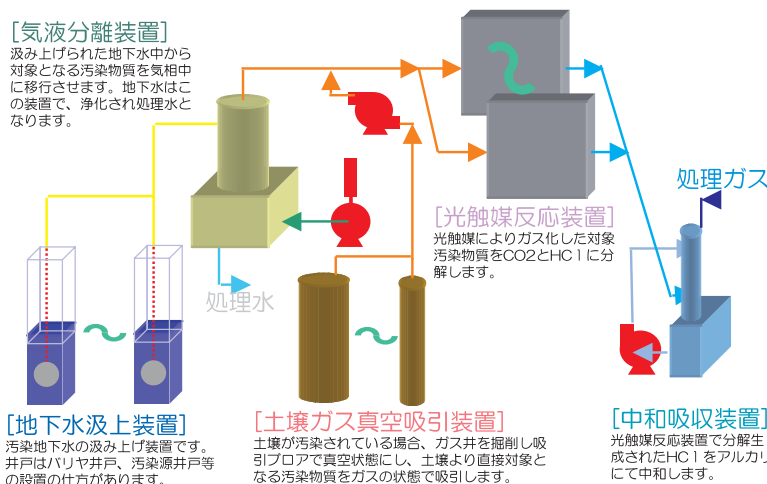 [気液分離装置]
汲み上げられた地下水中から
対象となる汚染物質を気相中
に移行させます。地下水はこ
の装置で、浄化され処理水と
なります。
処理ガス
[光触媒反応装置]
光触媒によりガス化した対象
汚染物質をCO2とHC1に分
解します。
処理水
[地下水汲上装置]
汚染地下水の汲み上げ装置です。
井戸はバリヤ井戸、汚染源井戸等
の設置の仕方があります。
[土壌ガス真空吸引装置]
土壌が汚染されている場合、ガス井を掘削し吸
引ブロアで真空状態にし、土壌より直接対象と
なる汚染物質をガスの状態で吸引します。
[中和吸収装置]
光触媒反応装置で分解生
成されたHC1をアルカリ
にて中和します。